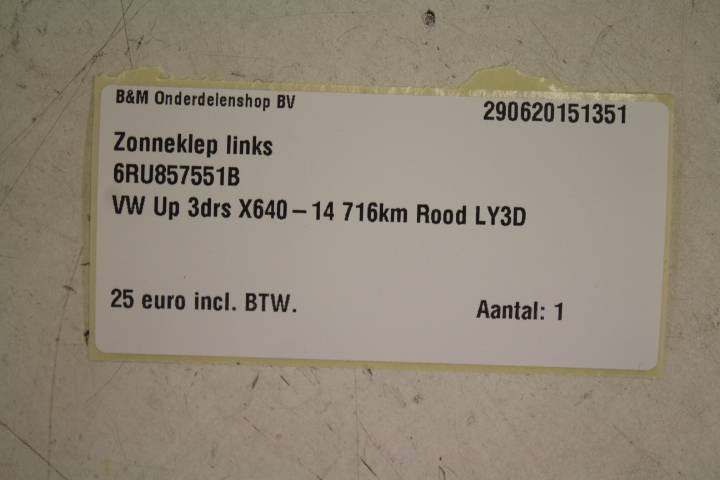 B&M Onderdelenshop BV
290620151351
Zonneklep links
6RU857551B
VW Up 3drs X640-14 716km Rood LY3D
25 euro incl. BTW.
Aantal: 1